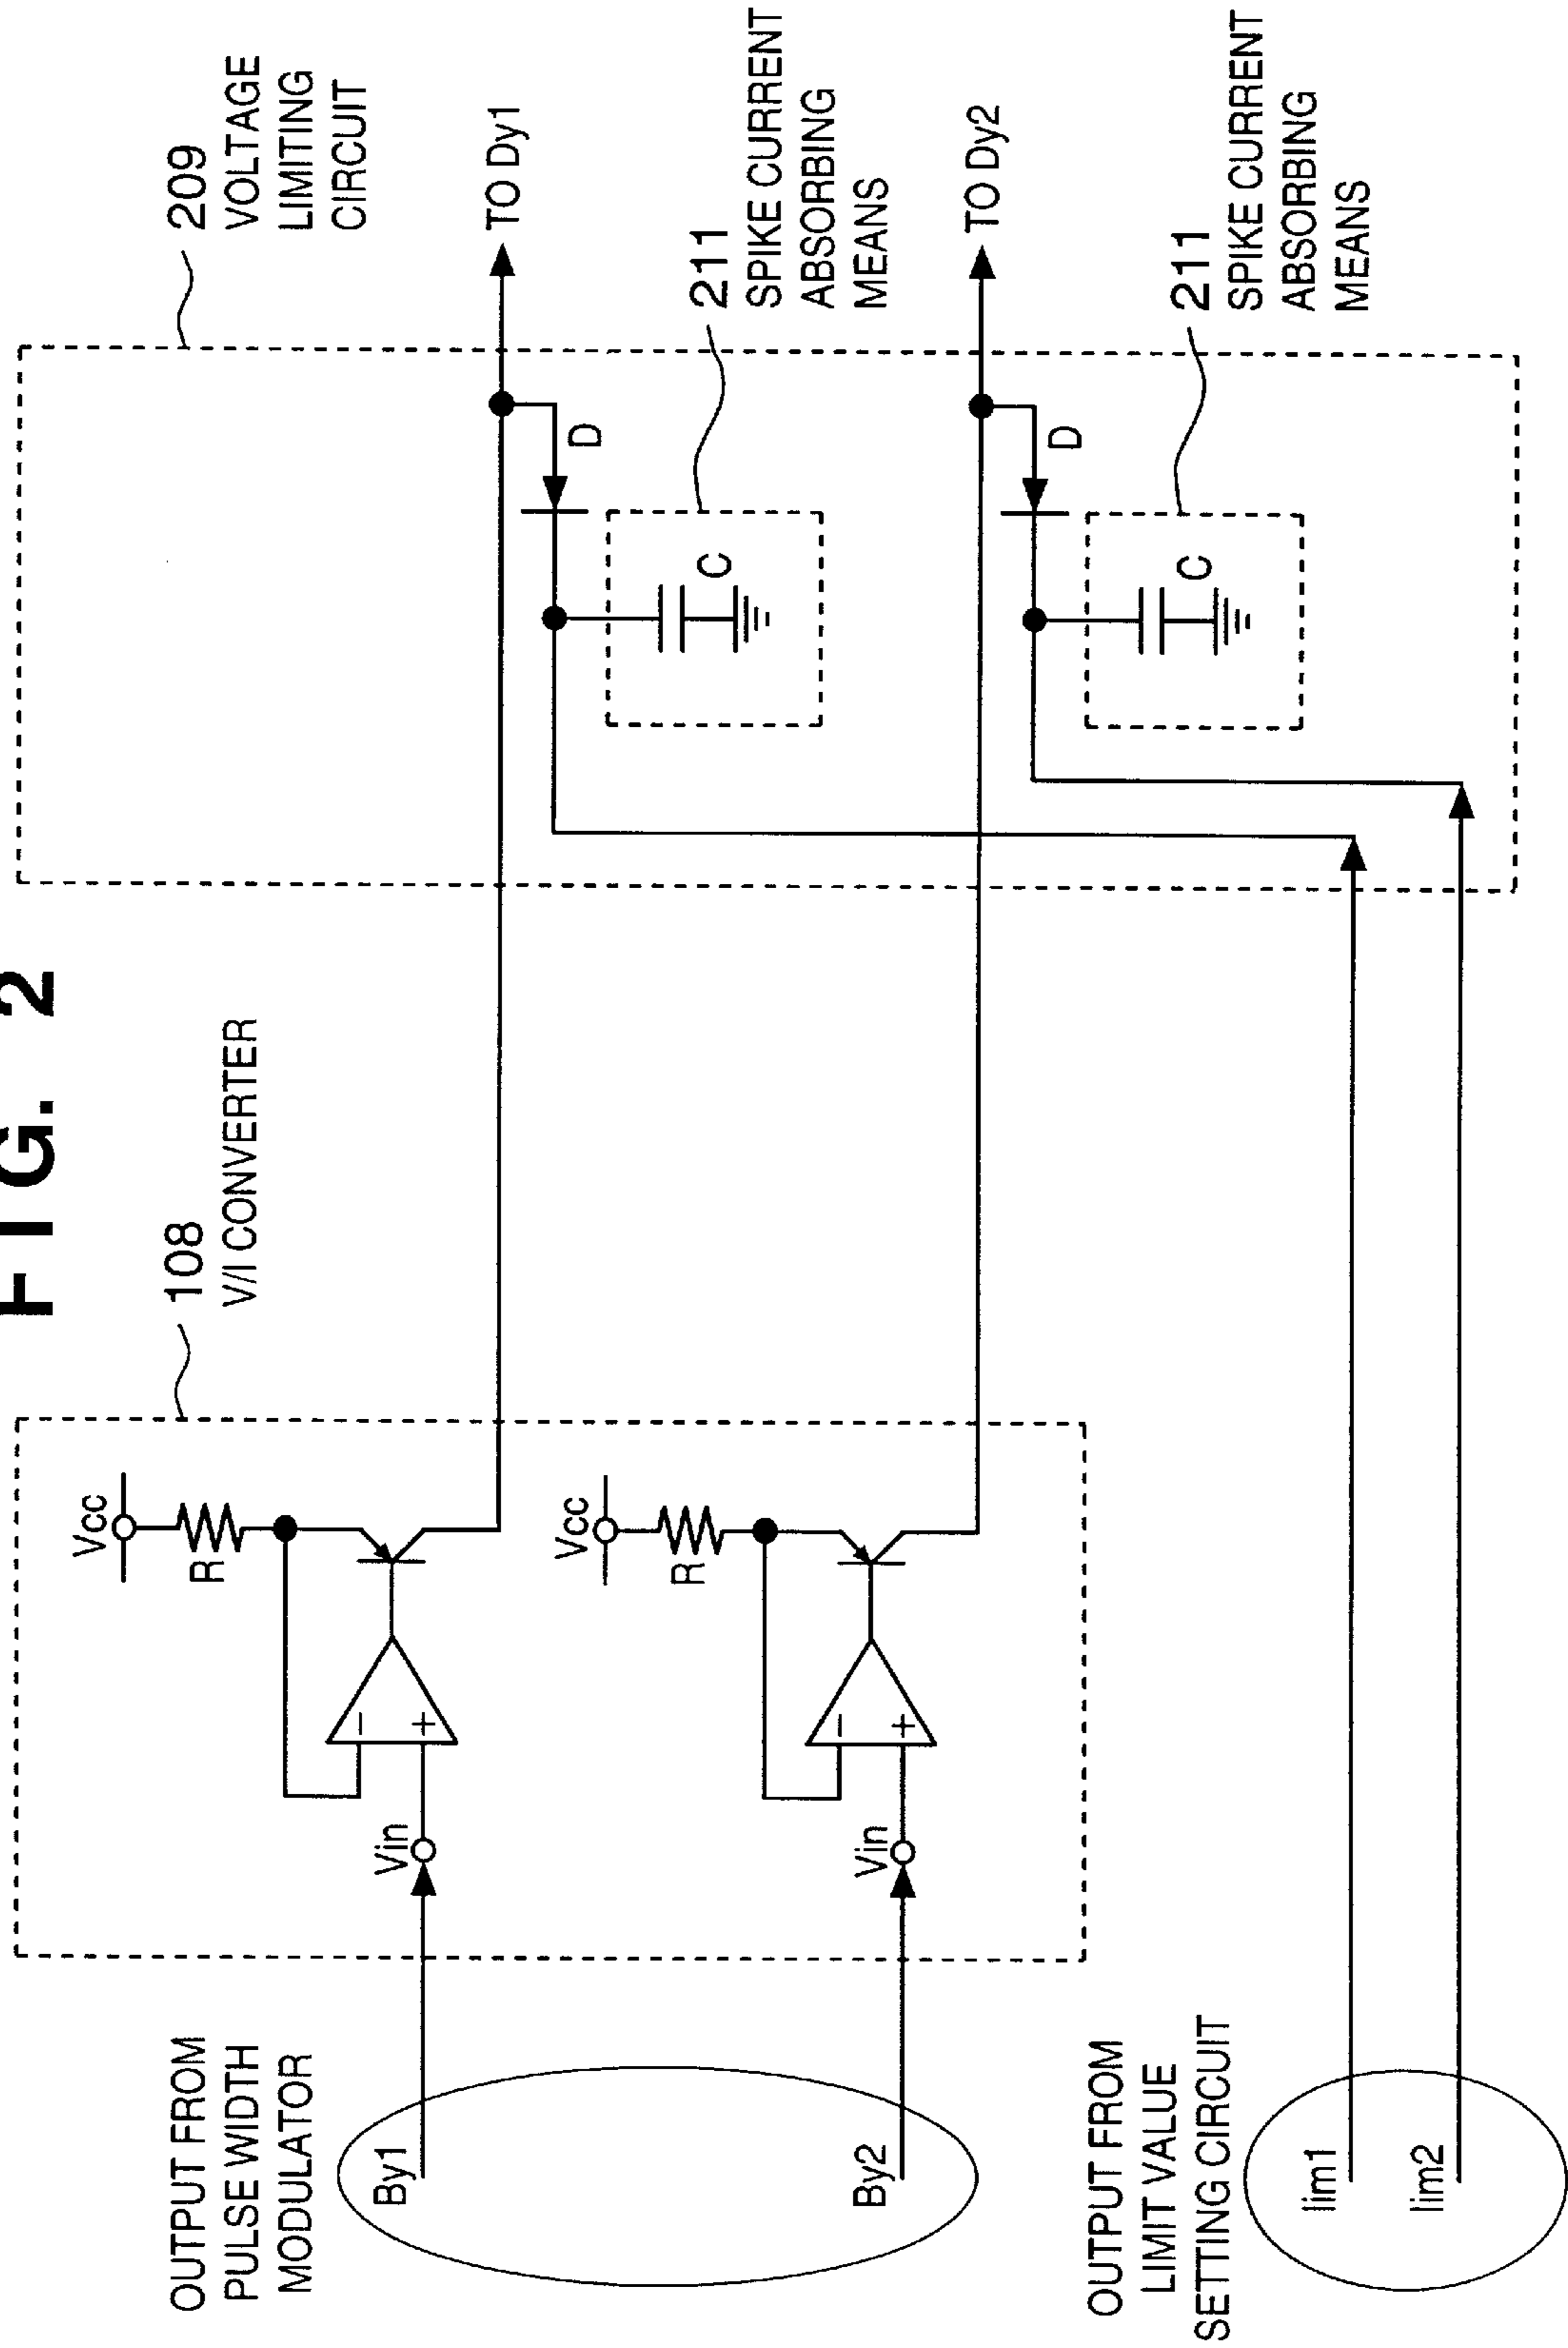 FIG. 2
108
V/I CONVERTER
209
VOLTAGE
LIMITING
CIRCUIT
OUTPUT FROM
PULSE WIDTH
MODULATOR
Vcc
R
By1
Vin
−
+
TO Dy1
D
C
211
SPIKE CURRENT
ABSORBING
MEANS
Vcc
R
By2
Vin
−
+
TO Dy2
D
C
211
SPIKE CURRENT
ABSORBING
MEANS
OUTPUT FROM
LIMIT VALUE
SETTING CIRCUIT
lim1
lim2